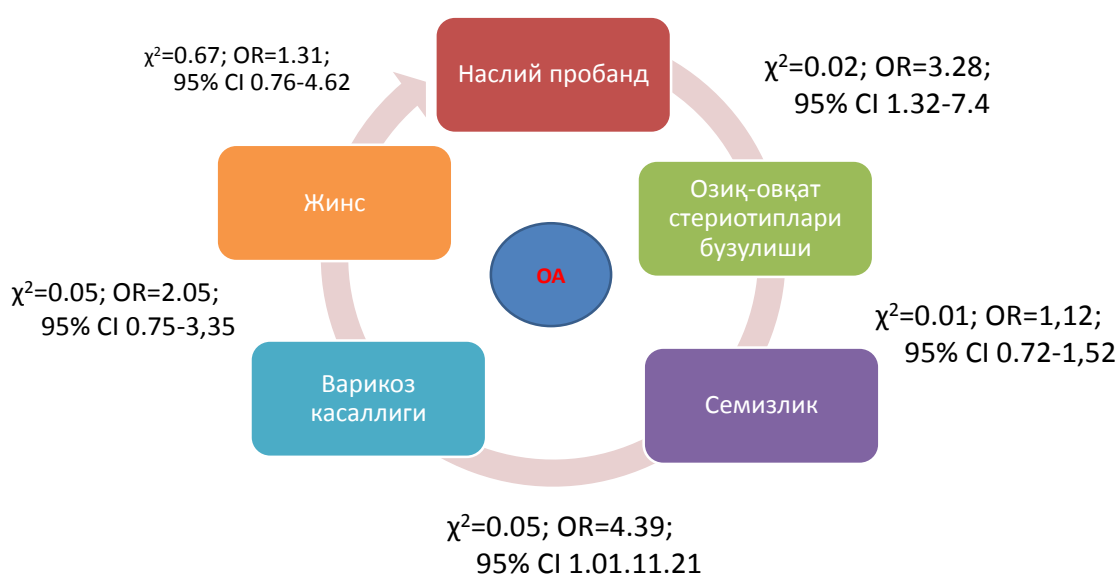 χ²=0.67; OR=1.31;
95% CI 0.76-4.62
Наслий пробанд
χ²=0.02; OR=3.28;
95% CI 1.32-7.4
Жинс
Озиқ-овқат
стериотиплари
бузулиши
ОА
χ²=0.05; OR=2.05;
95% CI 0.75-3,35
χ²=0.01; OR=1,12;
95% CI 0.72-1,52
Варикоз
касаллиги
Семизлик
χ²=0.05; OR=4.39;
95% CI 1.01.11.21